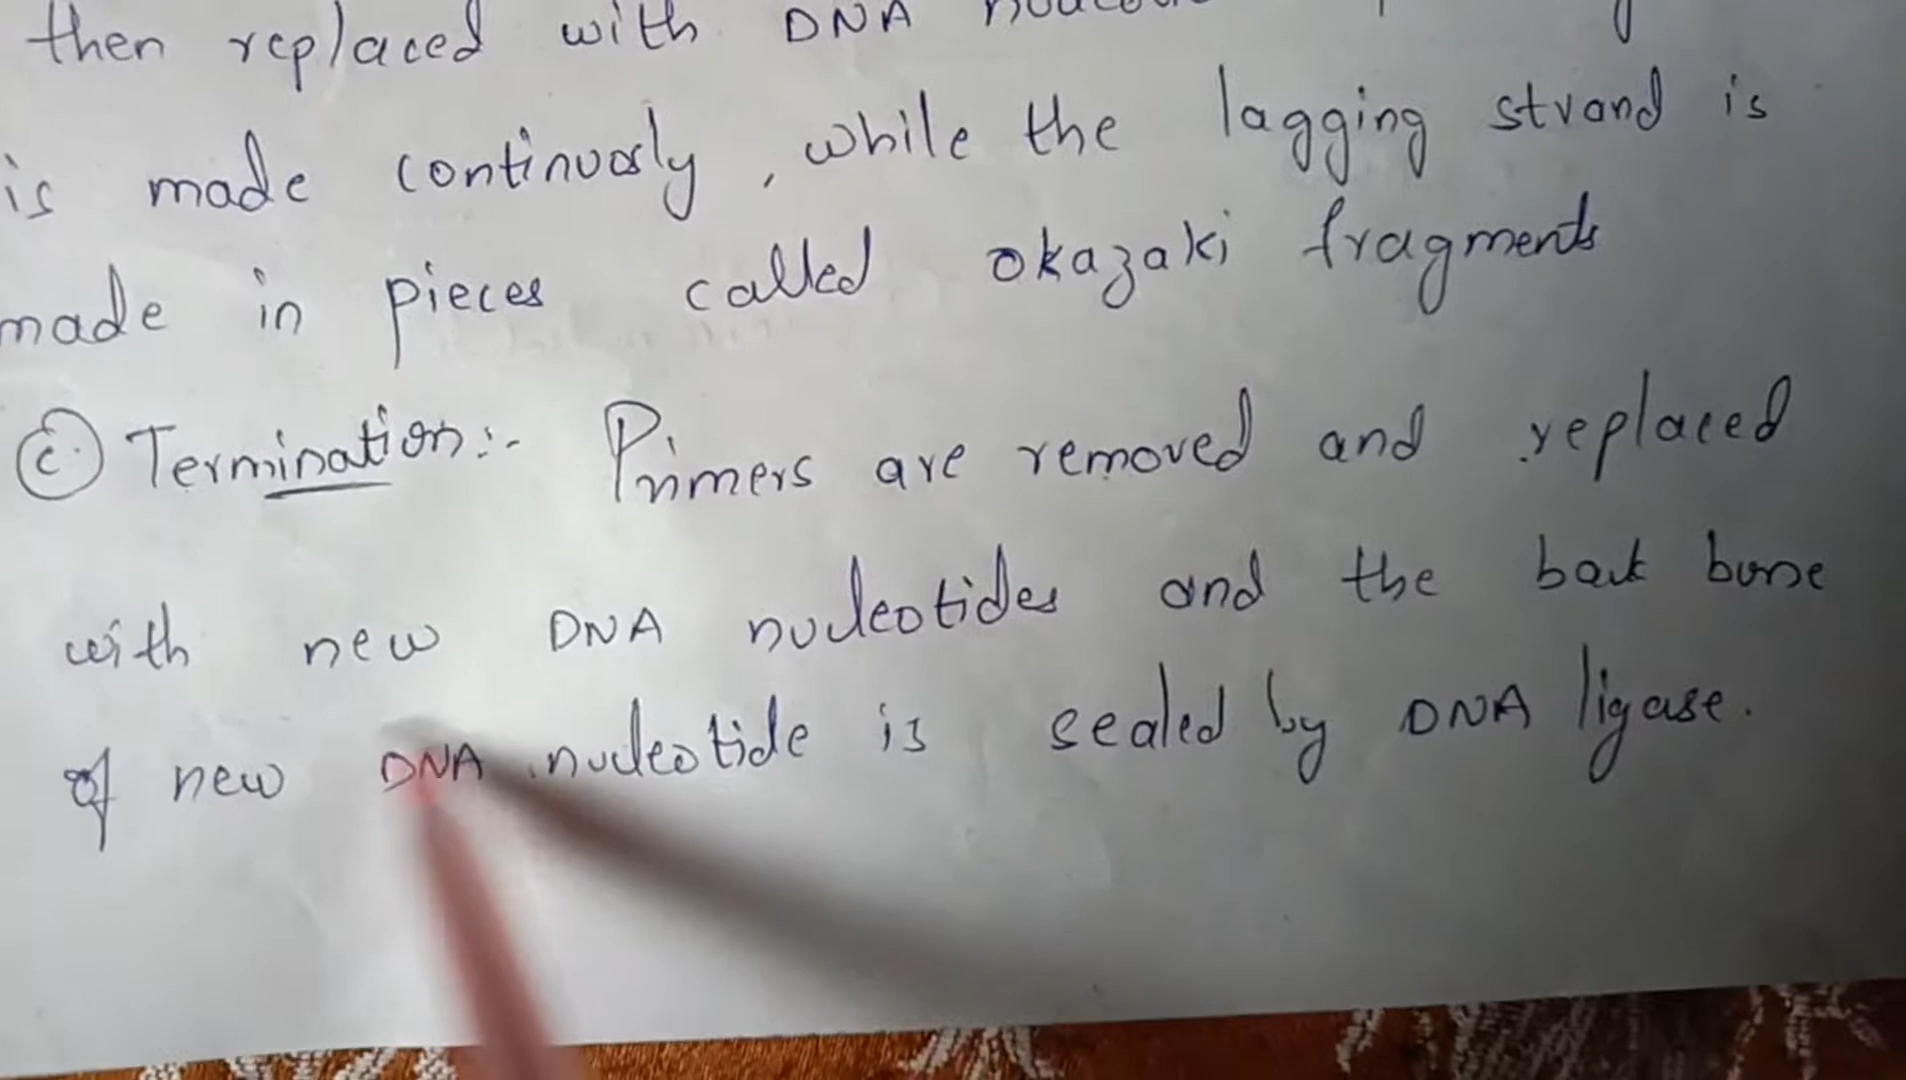 then replaced with DNA
is made continuosly, while the lagging strand is
made in pieces called okazaki fragments
(c) Termination:- Primers are removed and replaced
with new DNA nucleotides and the back bone
of new DNA nucleotide is sealed by DNA ligase.